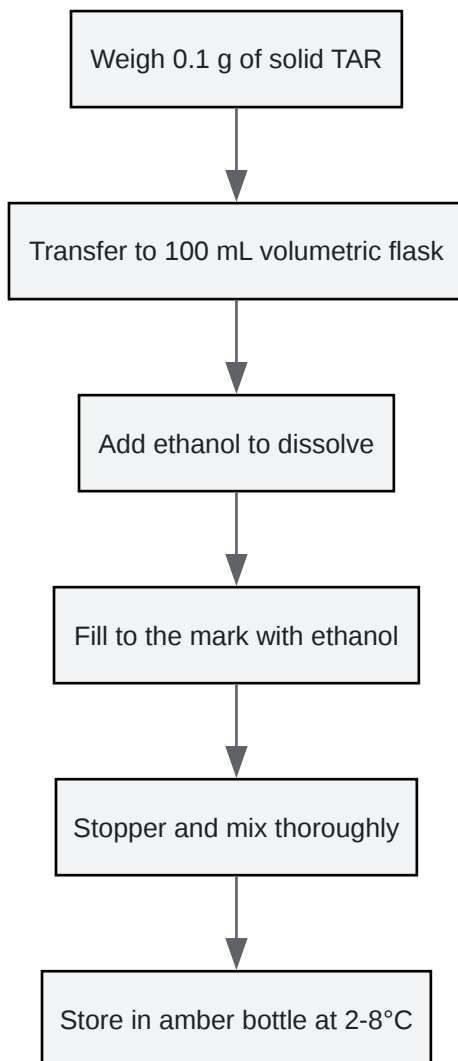 Weigh 0.1 g of solid TAR
Transfer to 100 mL volumetric flask
Add ethanol to dissolve
Fill to the mark with ethanol
Stopper and mix thoroughly
Store in amber bottle at 2-8°C